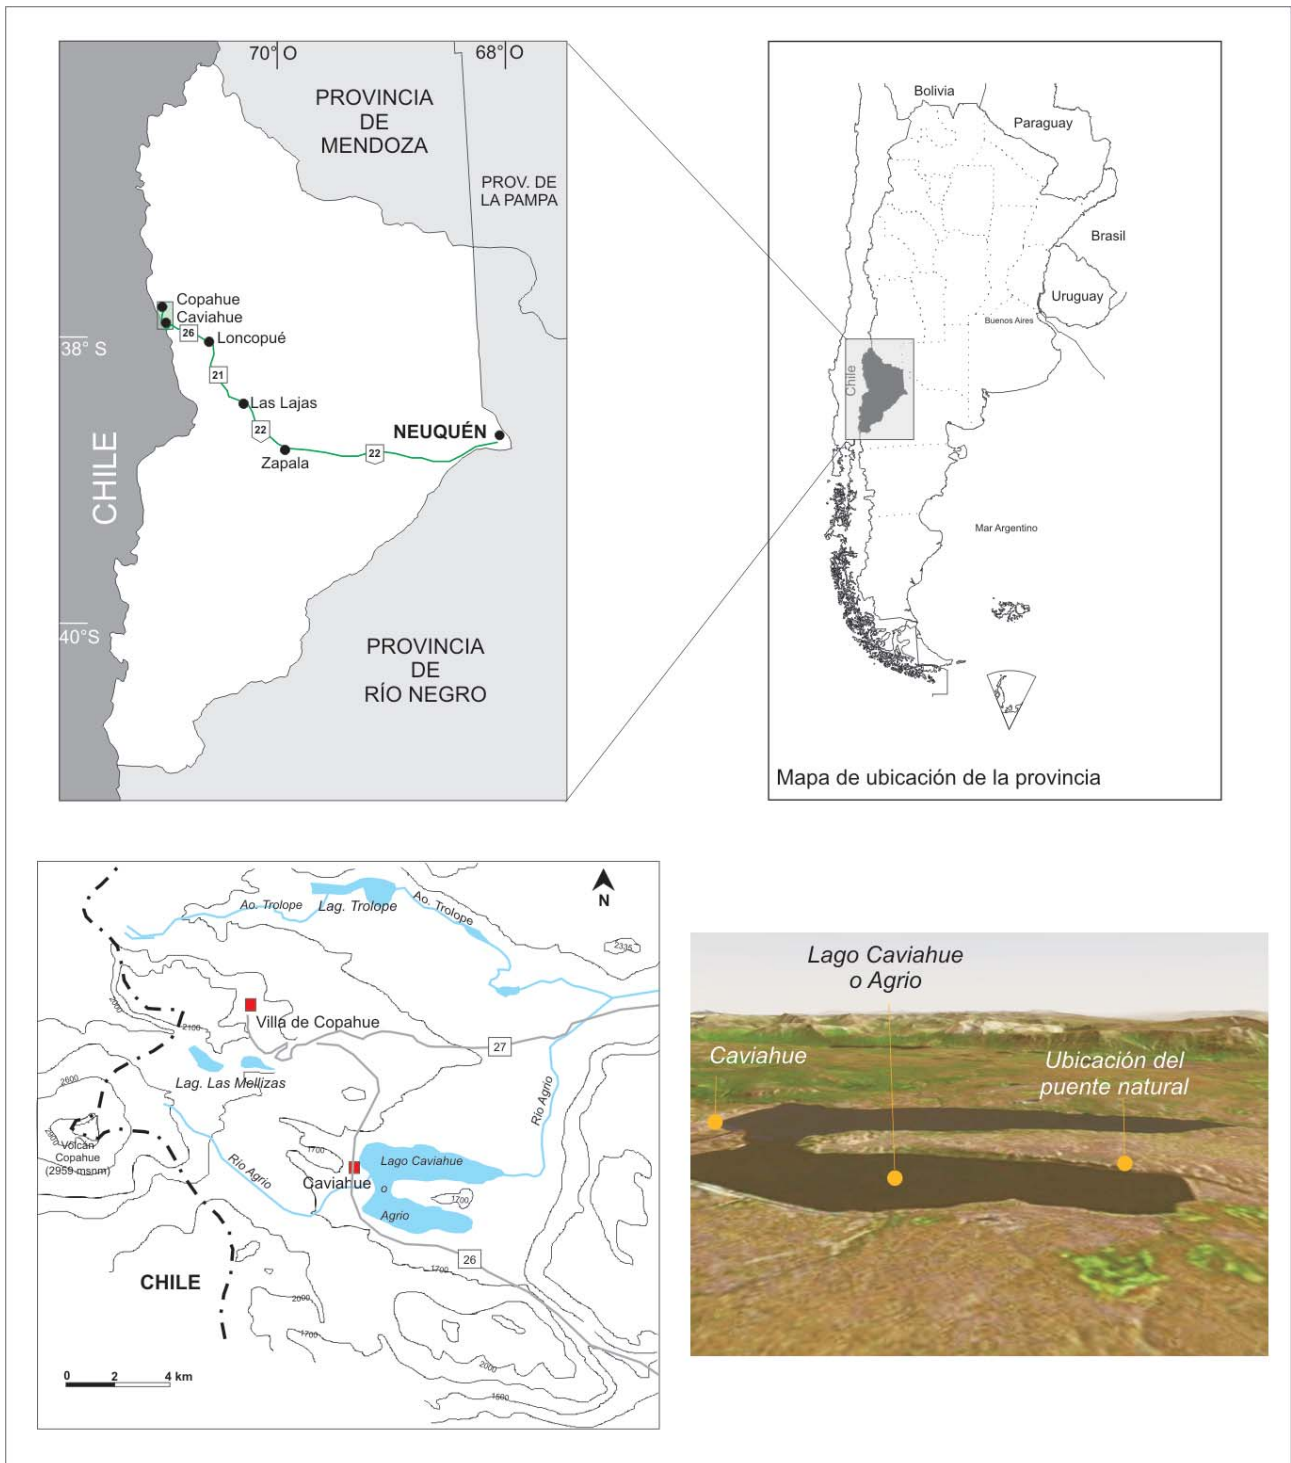 70° O
68° O
PROVINCIA
DE
MENDOZA
PROV. DE
LA PAMPA
Copahue
Caviahue
26
Loncopué
38° S
21
Las Lajas
22
NEUQUÉN
22
Zapala
CHILE
40°S
PROVINCIA
DE
RÍO NEGRO
Bolivia
Paraguay
Brasil
Uruguay
Buenos Aires
Chile
Mar Argentino
Mapa de ubicación de la provincia
N
Ao. Trolope
Lag. Trolope
Ao. Trolope
2335
2000
Villa de Copahue
2100
27
Lag. Las Mellizas
2600
2900
Volcán
Copahue
(2959 msnm)
Río Agrio
Río Agrio
1700
Lago Caviahue
Caviahue
o
1700
Agrio
26
1700
CHILE
2000
1700
2000
1500
0 2 4 km
Lago Caviahue
o Agrio
Caviahue
Ubicación del
puente natural